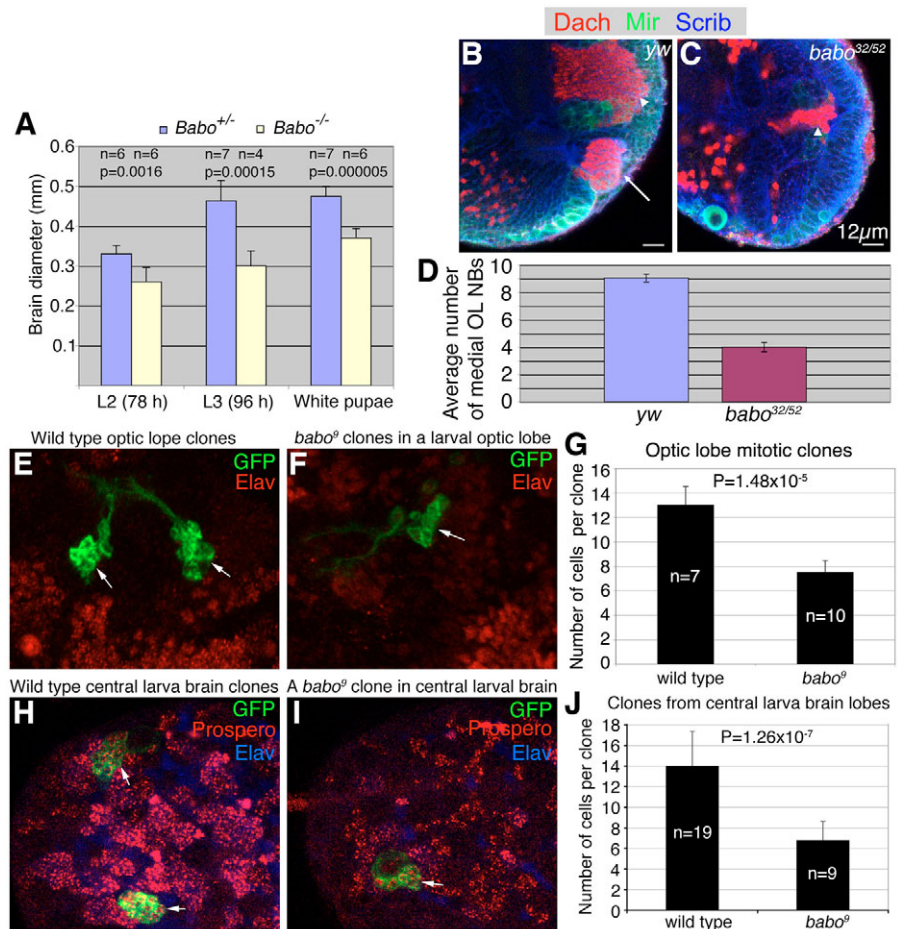 Dach Mir Scrib
A
Babo+/- Babo-/-
n=6 n=6 n=7 n=4 n=7 n=6
p=0.0016 p=0.00015 p=0.000005
Brain diameter (mm)
0.6
0.5
0.4
0.3
0.2
0.1
L2 (78 h) L3 (96 h) White pupae
B yw
C babo32/52
12µm
D
Average number
of medial OL NBs
10
8
6
4
2
0
yw babo32/52
Wild type optic lope clones
E GFP
Elav
babo9 clones in a larval optic lobe
F GFP
Elav
G Optic lobe mitotic clones
P=1.48x10-5
Number of cells per clone
16
14
12
10
8
6
4
2
0
n=7 n=10
wild type babo9
Wild type central larva brain clones
H GFP
Prospero
Elav
A babo9 clone in central larval brain
I GFP
Prospero
Elav
J Clones from central larva brain lobes
P=1.26x10-7
Number of cells per clone
18
16
14
12
10
8
6
4
2
0
n=19 n=9
wild type babo9